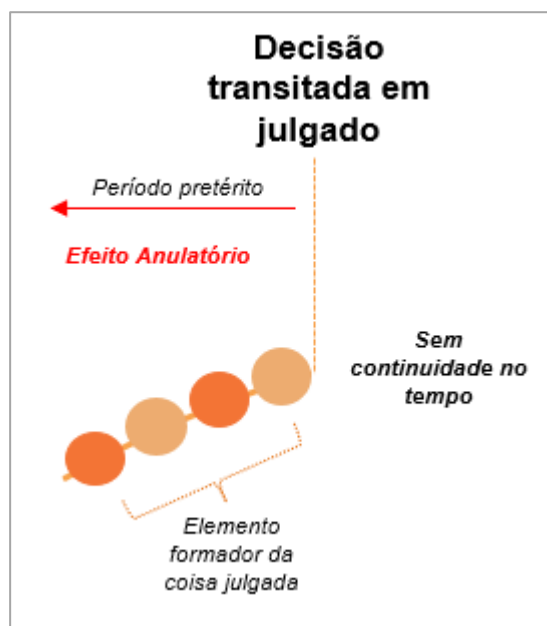 Decisão
transitada em
julgado
Período pretérito
Efeito Anulatório
Sem
continuidade no
tempo
Elemento
formador da
coisa julgada